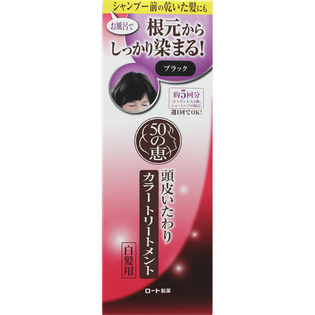 シャンプー前の乾いた髪にも
お風呂で
根元から
しっかり染まる!
ブラック
約5回分
週1回でOK!
50の恵
頭皮いたわり
カラートリートメント
白髪用
ロート製薬